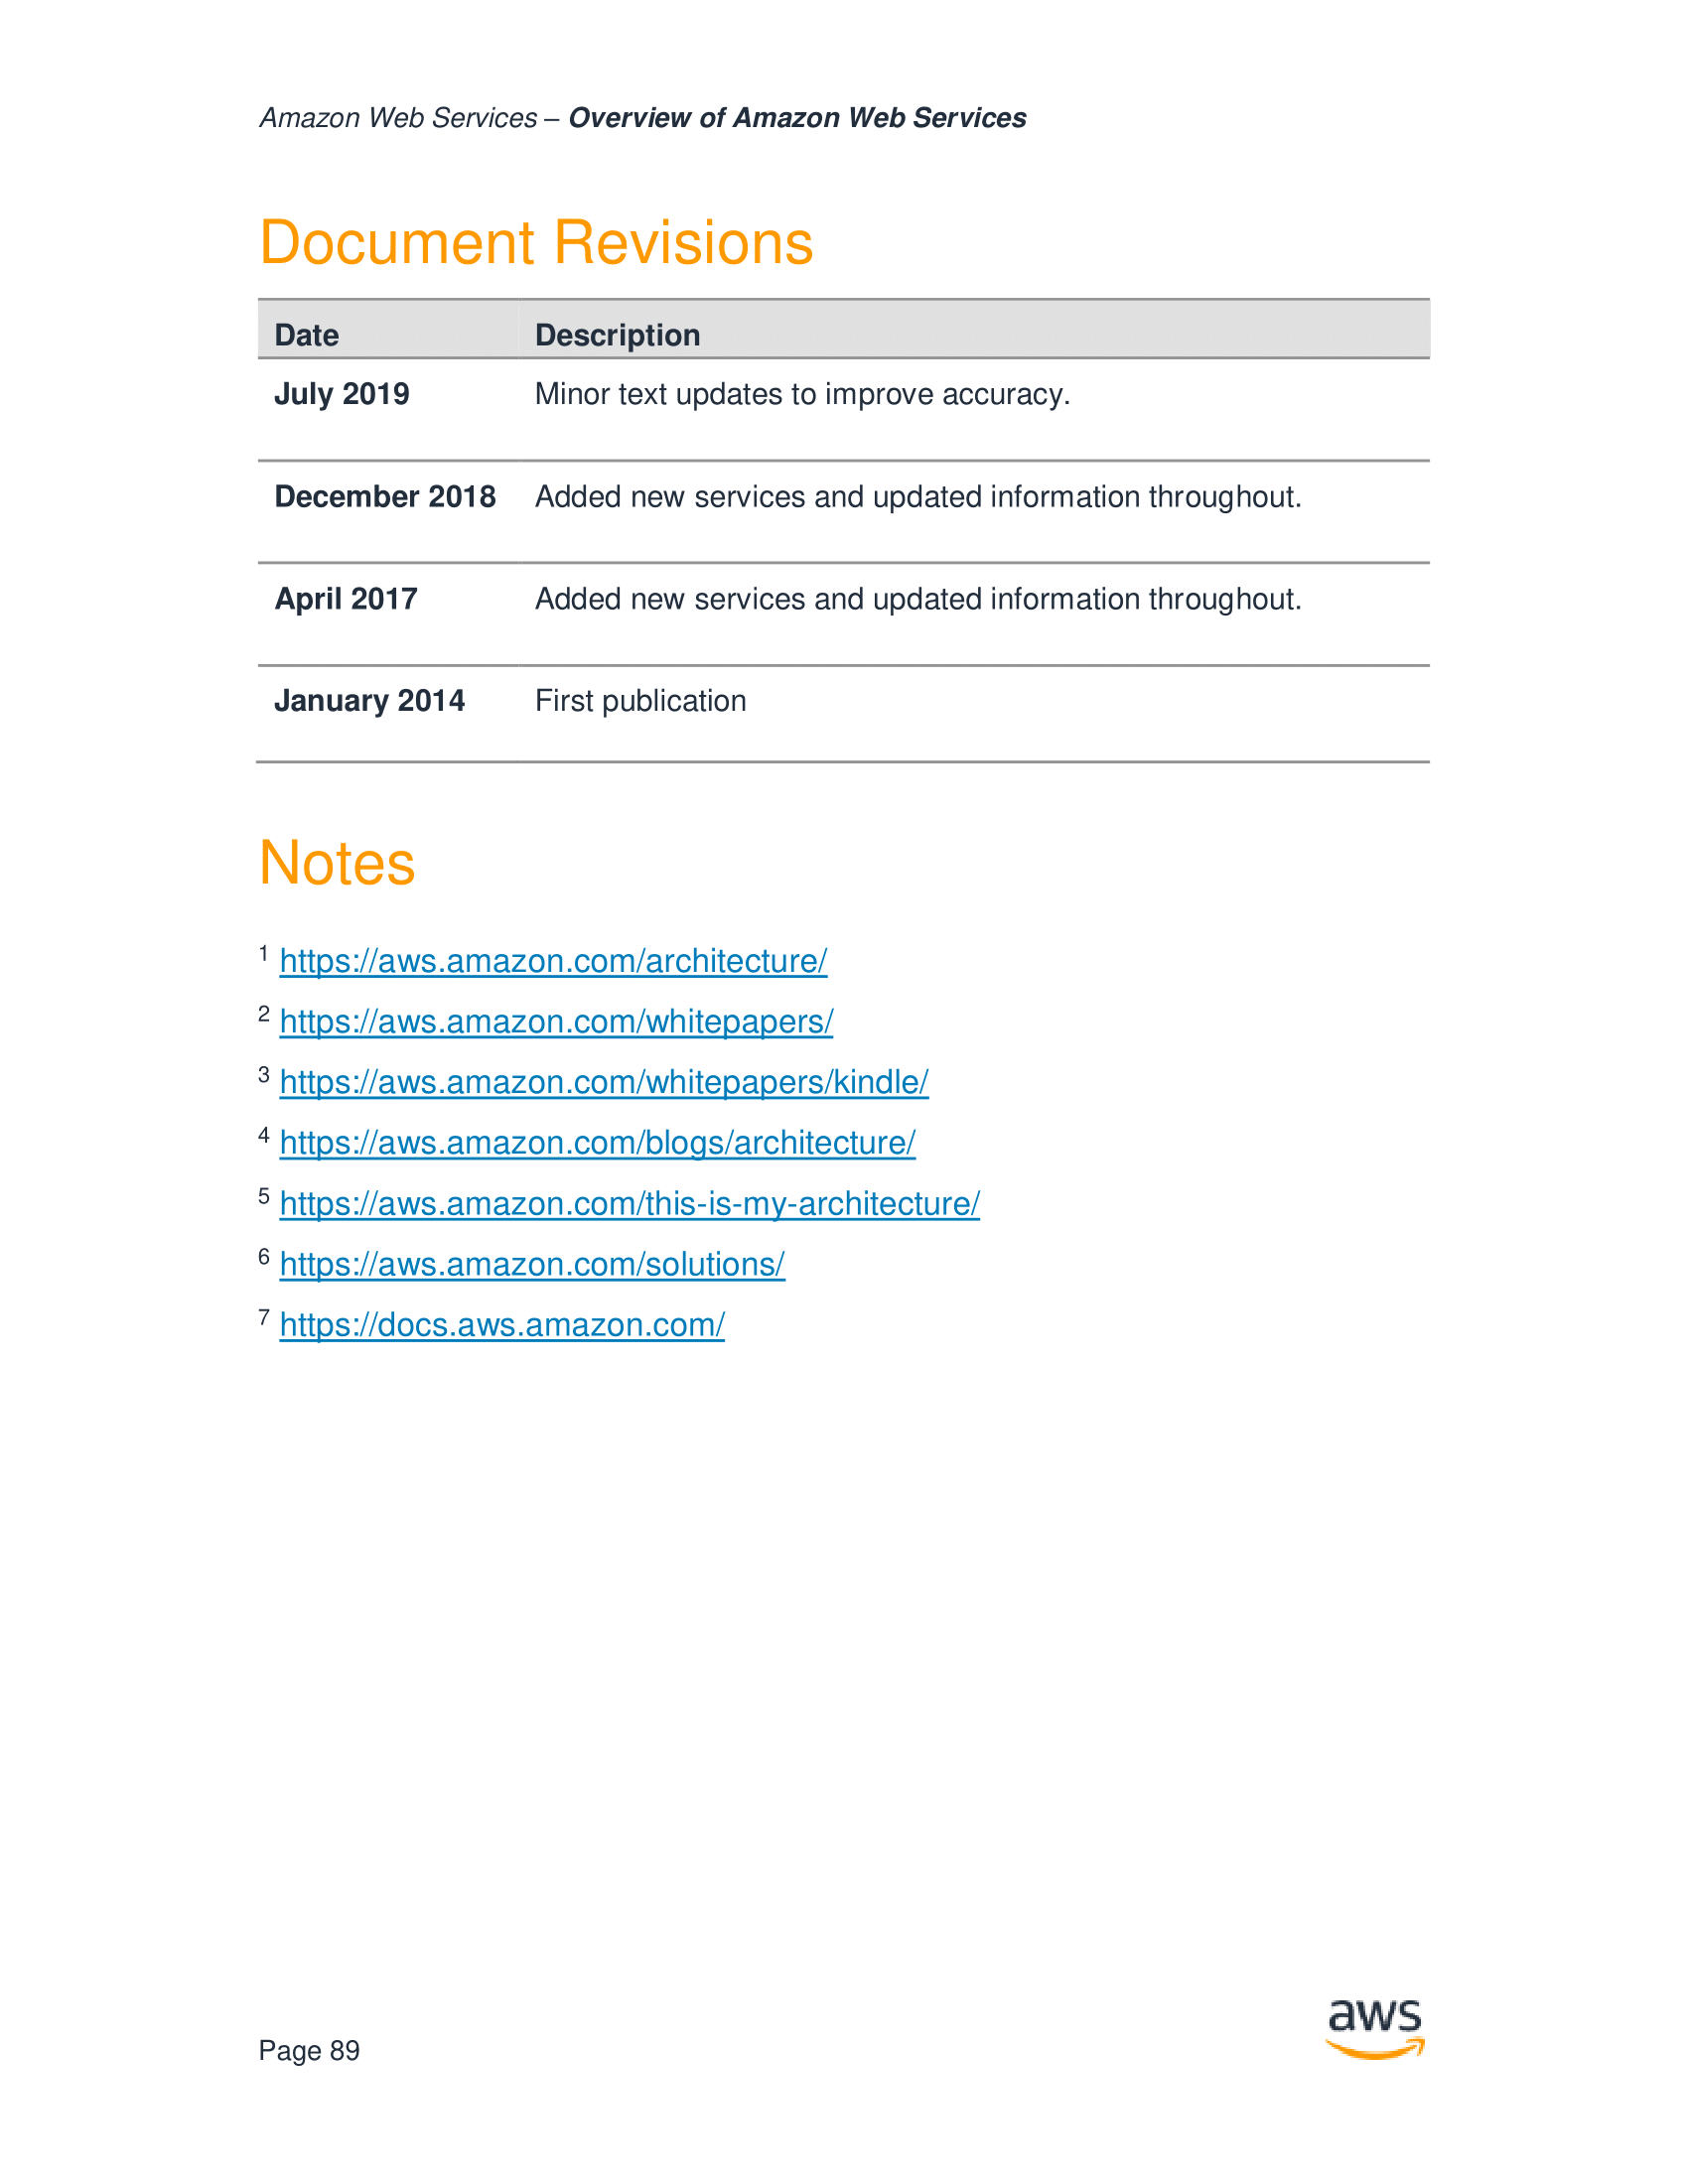 Amazon Web Services – Overview of Amazon Web Services
Document Revisions
Date Description
July 2019 Minor text updates to improve accuracy.
December 2018 Added new services and updated information throughout.
April 2017 Added new services and updated information throughout.
January 2014 First publication
Notes
1 https://aws.amazon.com/architecture/
2 https://aws.amazon.com/whitepapers/
3 https://aws.amazon.com/whitepapers/kindle/
4 https://aws.amazon.com/blogs/architecture/
5 https://aws.amazon.com/this-is-my-architecture/
6 https://aws.amazon.com/solutions/
7 https://docs.aws.amazon.com/
aws
Page 89